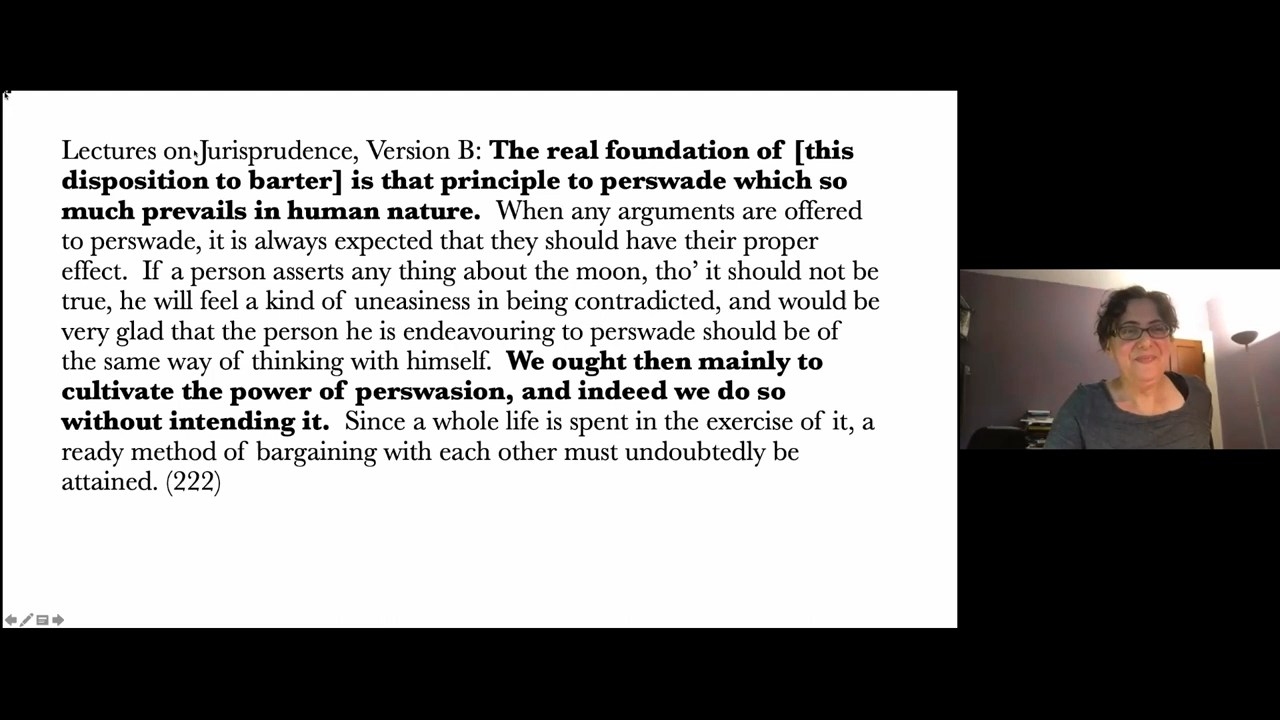 Lectures on Jurisprudence, Version B: The real foundation of [this
disposition to barter] is that principle to perswade which so
much prevails in human nature. When any arguments are offered
to perswade, it is always expected that they should have their proper
effect. If a person asserts any thing about the moon, tho’ it should not be
true, he will feel a kind of uneasiness in being contradicted, and would be
very glad that the person he is endeavouring to perswade should be of
the same way of thinking with himself. We ought then mainly to
cultivate the power of perswasion, and indeed we do so
without intending it. Since a whole life is spent in the exercise of it, a
ready method of bargaining with each other must undoubtedly be
attained. (222)